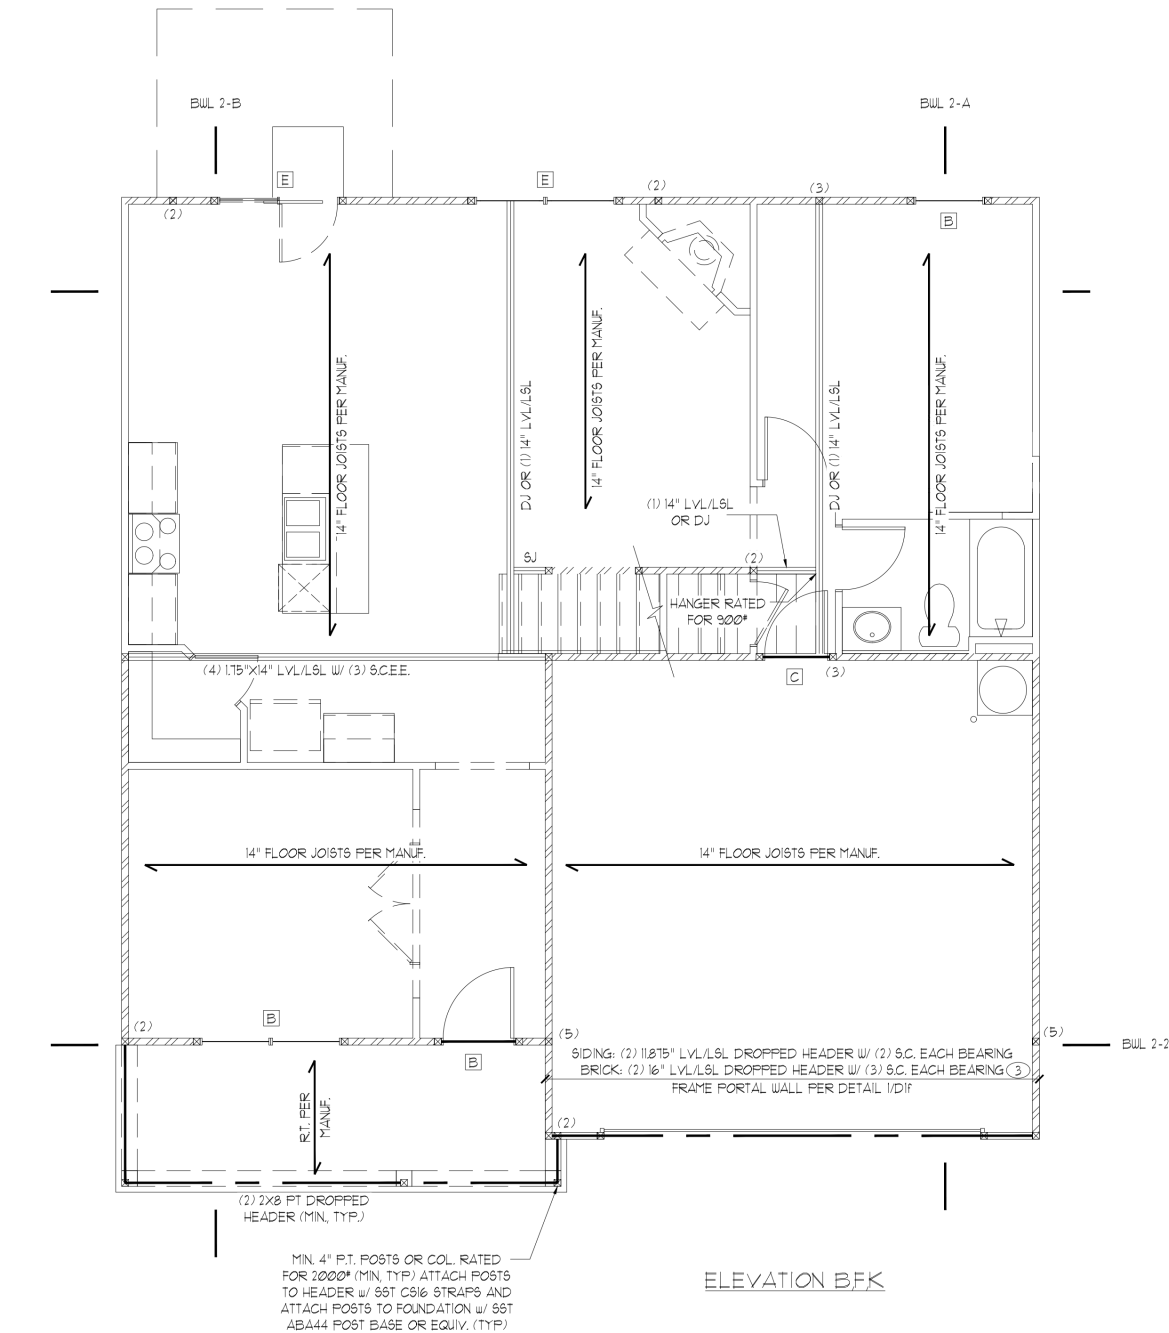 BWL 2-B
BWL 2-A
E
E
(2)
(3)
(2)
B
14" FLOOR JOISTS PER MANUF.
14" FLOOR JOISTS PER MANUF.
14" FLOOR JOISTS PER MANUF.
DJ OR (1) 14" LVL/LSL
DJ OR (1) 14" LVL/LSL
(1) 14" LVL/LSL
OR DJ
SJ
(2)
HANGER RATED
FOR 900#
(4) 1.75"X14" LVL/LSL W/ (3) S.C.E.E.
C
(3)
14" FLOOR JOISTS PER MANUF.
14" FLOOR JOISTS PER MANUF.
(2)
B
B
(5)
(5)
BWL 2-2
SIDING: (2) 11.875" LVL/LSL DROPPED HEADER W/ (2) S.C. EACH BEARING
BRICK: (2) 16" LVL/LSL DROPPED HEADER W/ (3) S.C. EACH BEARING
3
FRAME PORTAL WALL PER DETAIL 1/D1f
R.T. PER
MANUF.
(2)
(2) 2X8 PT DROPPED
HEADER (MIN., TYP.)
MIN. 4" P.T. POSTS OR COL. RATED
FOR 2000# (MIN, TYP) ATTACH POSTS
TO HEADER w/ SST CS16 STRAPS AND
ATTACH POSTS TO FOUNDATION w/ SST
ABA44 POST BASE OR EQUIV. (TYP)
ELEVATION B,F,K